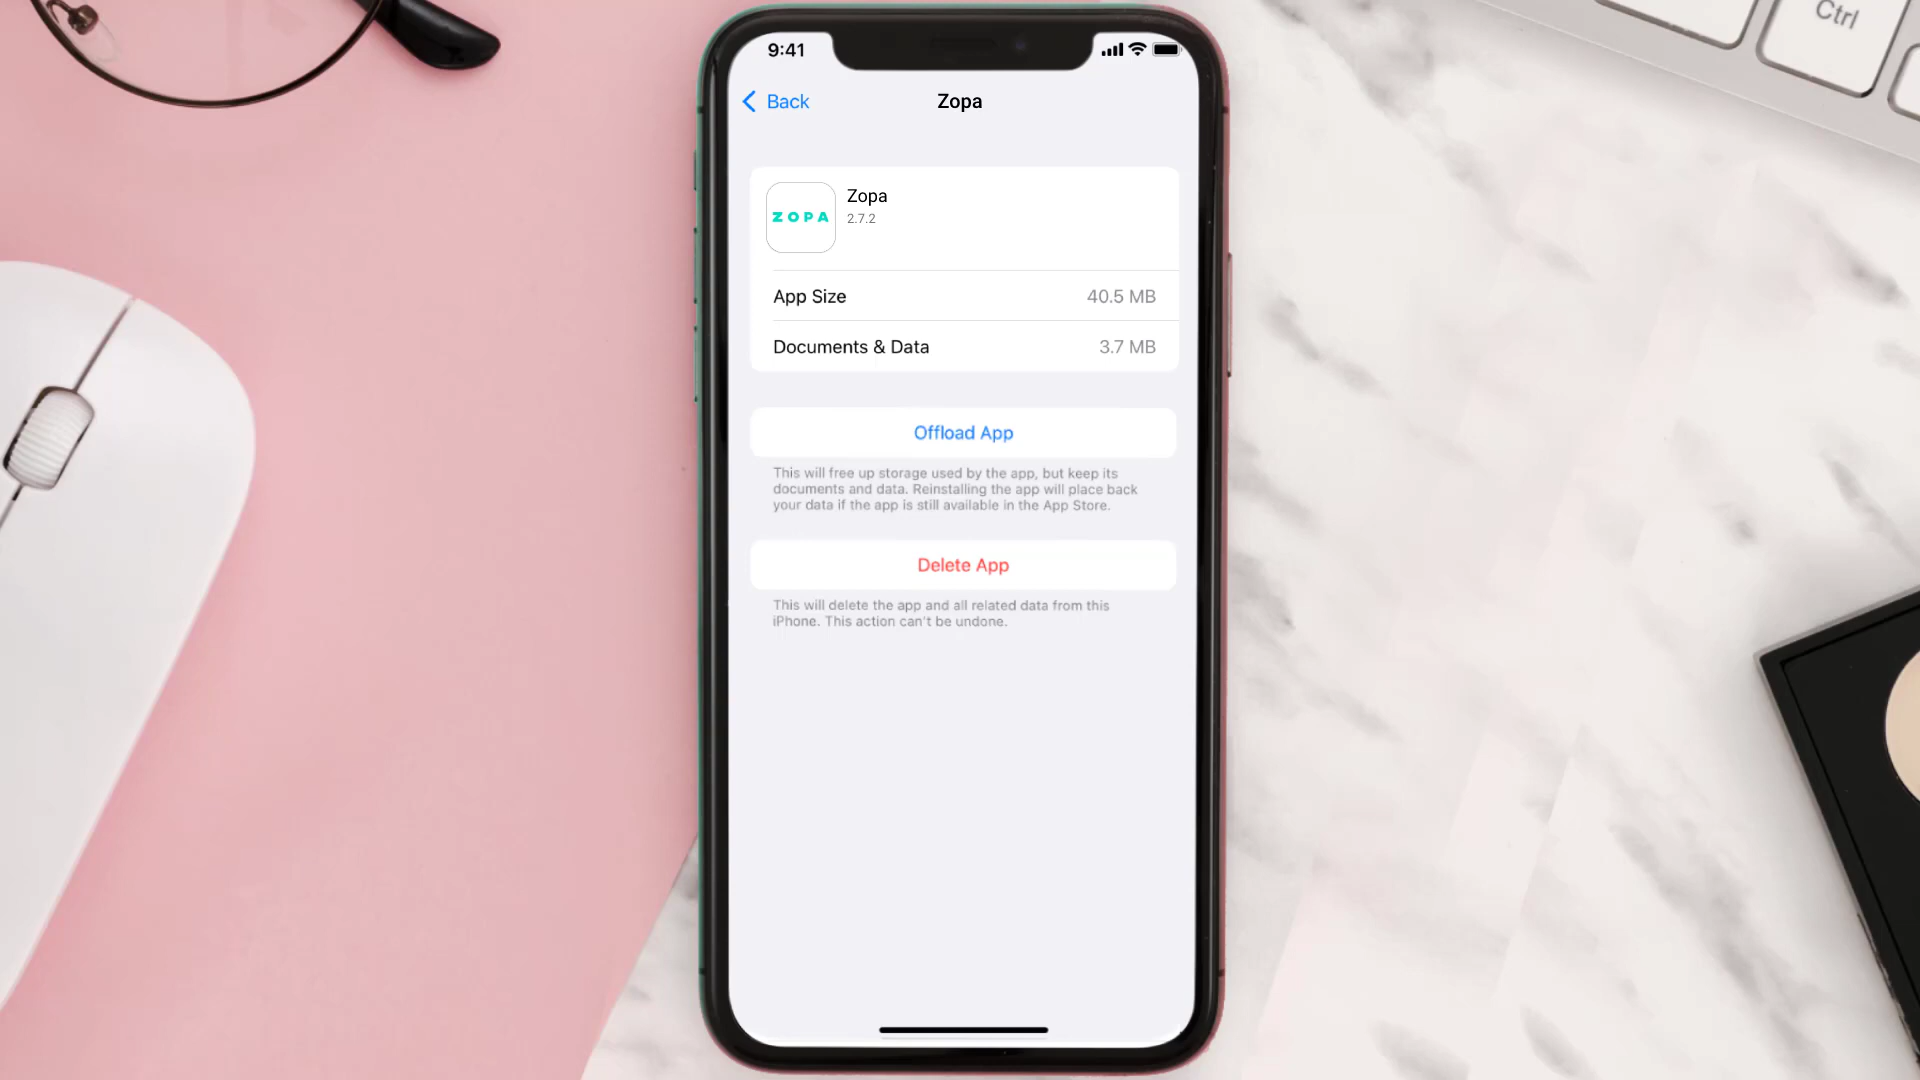 Ctrl
9:41
Back
Zopa
ZOPA
Zopa
2.7.2
App Size
40.5 MB
Documents & Data
3.7 MB
Offload App
This will free up storage used by the app, but keep its
documents and data. Reinstalling the app will place back
your data if the app is still available in the App Store.
Delete App
This will delete the app and all related data from this
iPhone. This action can't be undone.